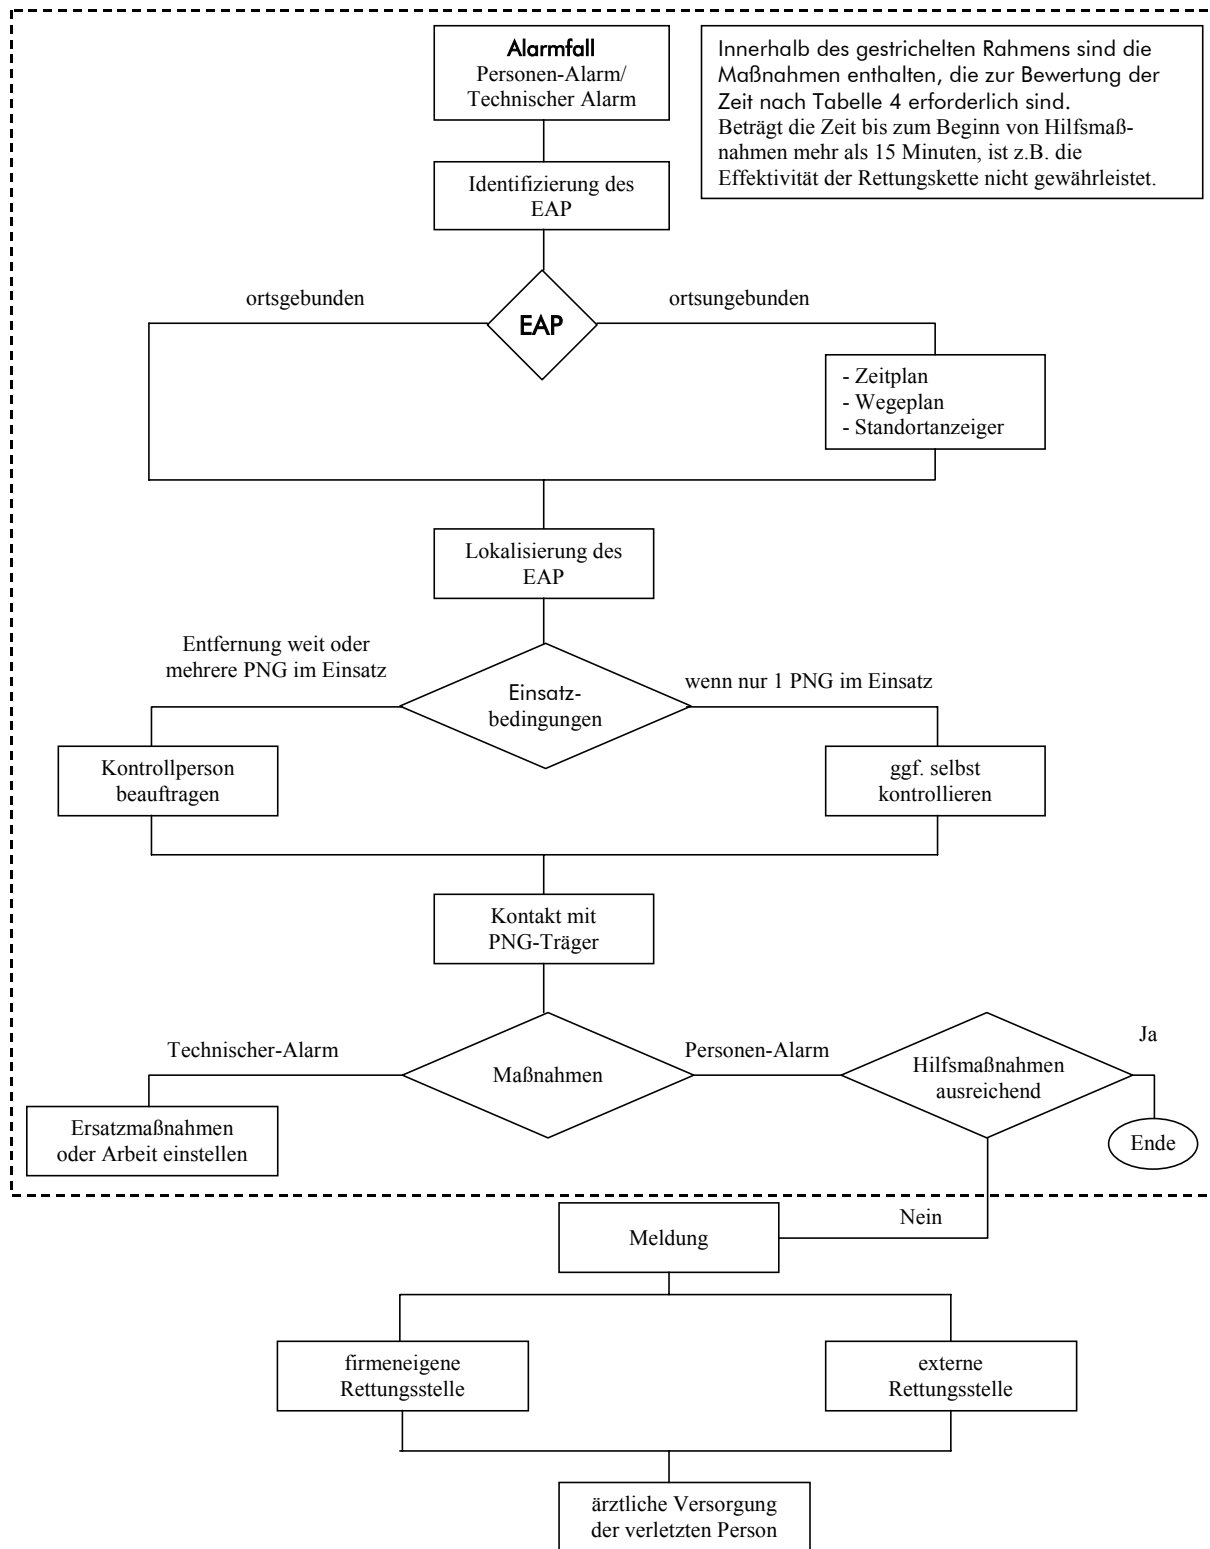 Alarmfall
Personen-Alarm/
Technischer Alarm
Innerhalb des gestrichelten Rahmens sind die
Maßnahmen enthalten, die zur Bewertung der
Zeit nach Tabelle 4 erforderlich sind.
Beträgt die Zeit bis zum Beginn von Hilfsmaß-
nahmen mehr als 15 Minuten, ist z.B. die
Effektivität der Rettungskette nicht gewährleistet.
Identifizierung des
EAP
ortsgebunden
ortsungebunden
EAP
- Zeitplan
- Wegeplan
- Standortanzeiger
Lokalisierung des
EAP
Entfernung weit oder
mehrere PNG im Einsatz
wenn nur 1 PNG im Einsatz
Einsatz-
bedingungen
Kontrollperson
beauftragen
ggf. selbst
kontrollieren
Kontakt mit
PNG-Träger
Technischer-Alarm
Maßnahmen
Personen-Alarm
Hilfsmaßnahmen
ausreichend
Ja
Ersatzmaßnahmen
oder Arbeit einstellen
Ende
Nein
Meldung
firmeneigene
Rettungsstelle
externe
Rettungsstelle
ärztliche Versorgung
der verletzten Person